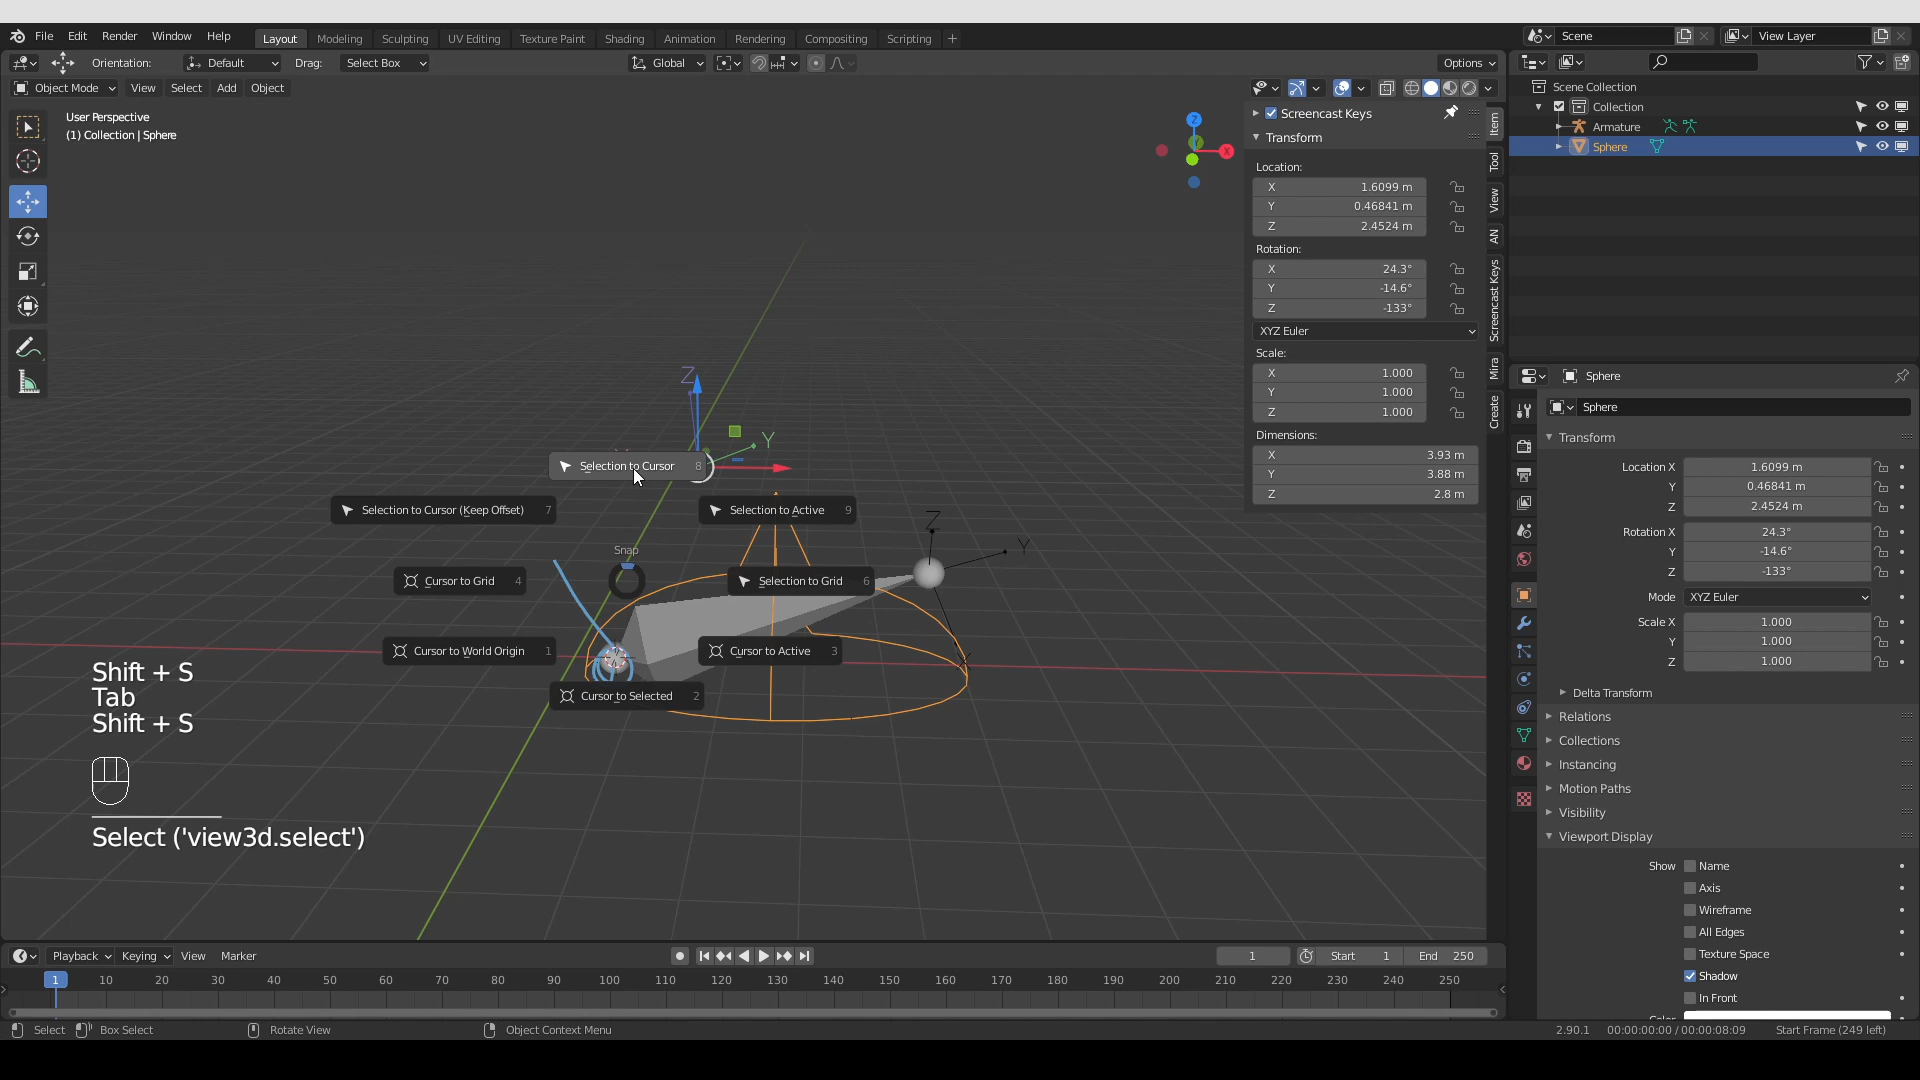 File Edit Render Window Help Layout Modeling Sculpting UV Editing Texture Paint Shading Animation Rendering Compositing Scripting + Scene View Layer
Orientation: Default Drag: Select Box Global Options
Object Mode View Select Add Object
User Perspective
(1) Collection | Sphere
Z
X
Screencast Keys
Transform
Location:
X 1.6099 m
Y 0.46841 m
Z 2.4524 m
Rotation:
X 24.3°
Y -14.6°
Z -133°
XYZ Euler
Scale:
X 1.000
Y 1.000
Z 1.000
Dimensions:
X 3.93 m
Y 3.88 m
Z 2.8 m
Item
Tool
View
AN
Screencast Keys
Mira
Create
Scene Collection
Collection
Armature
Sphere
Z
Y
Selection to Cursor 8
Selection to Cursor (Keep Offset) 7
Selection to Active 9
Snap
Cursor to Grid 4
Selection to Grid 6
Cursor to World Origin 1
Cursor to Active 3
Cursor to Selected 2
Z
Y
X
Shift + S
Tab
Shift + S
Select ('view3d.select')
Sphere
Sphere
Transform
Location X 1.6099 m
Y 0.46841 m
Z 2.4524 m
Rotation X 24.3°
Y -14.6°
Z -133°
Mode XYZ Euler
Scale X 1.000
Y 1.000
Z 1.000
Delta Transform
Relations
Collections
Instancing
Motion Paths
Visibility
Viewport Display
Show Name
Axis
Wireframe
All Edges
Texture Space
Shadow
In Front
Playback Keying View Marker 1 Start 1 End 250
1 10 20 30 40 50 60 70 80 90 100 110 120 130 140 150 160 170 180 190 200 210 220 230 240 250
Select Box Select Rotate View Object Context Menu 2.90.1 00:00:00:00 / 00:00:08:09 Start Frame (249 left)